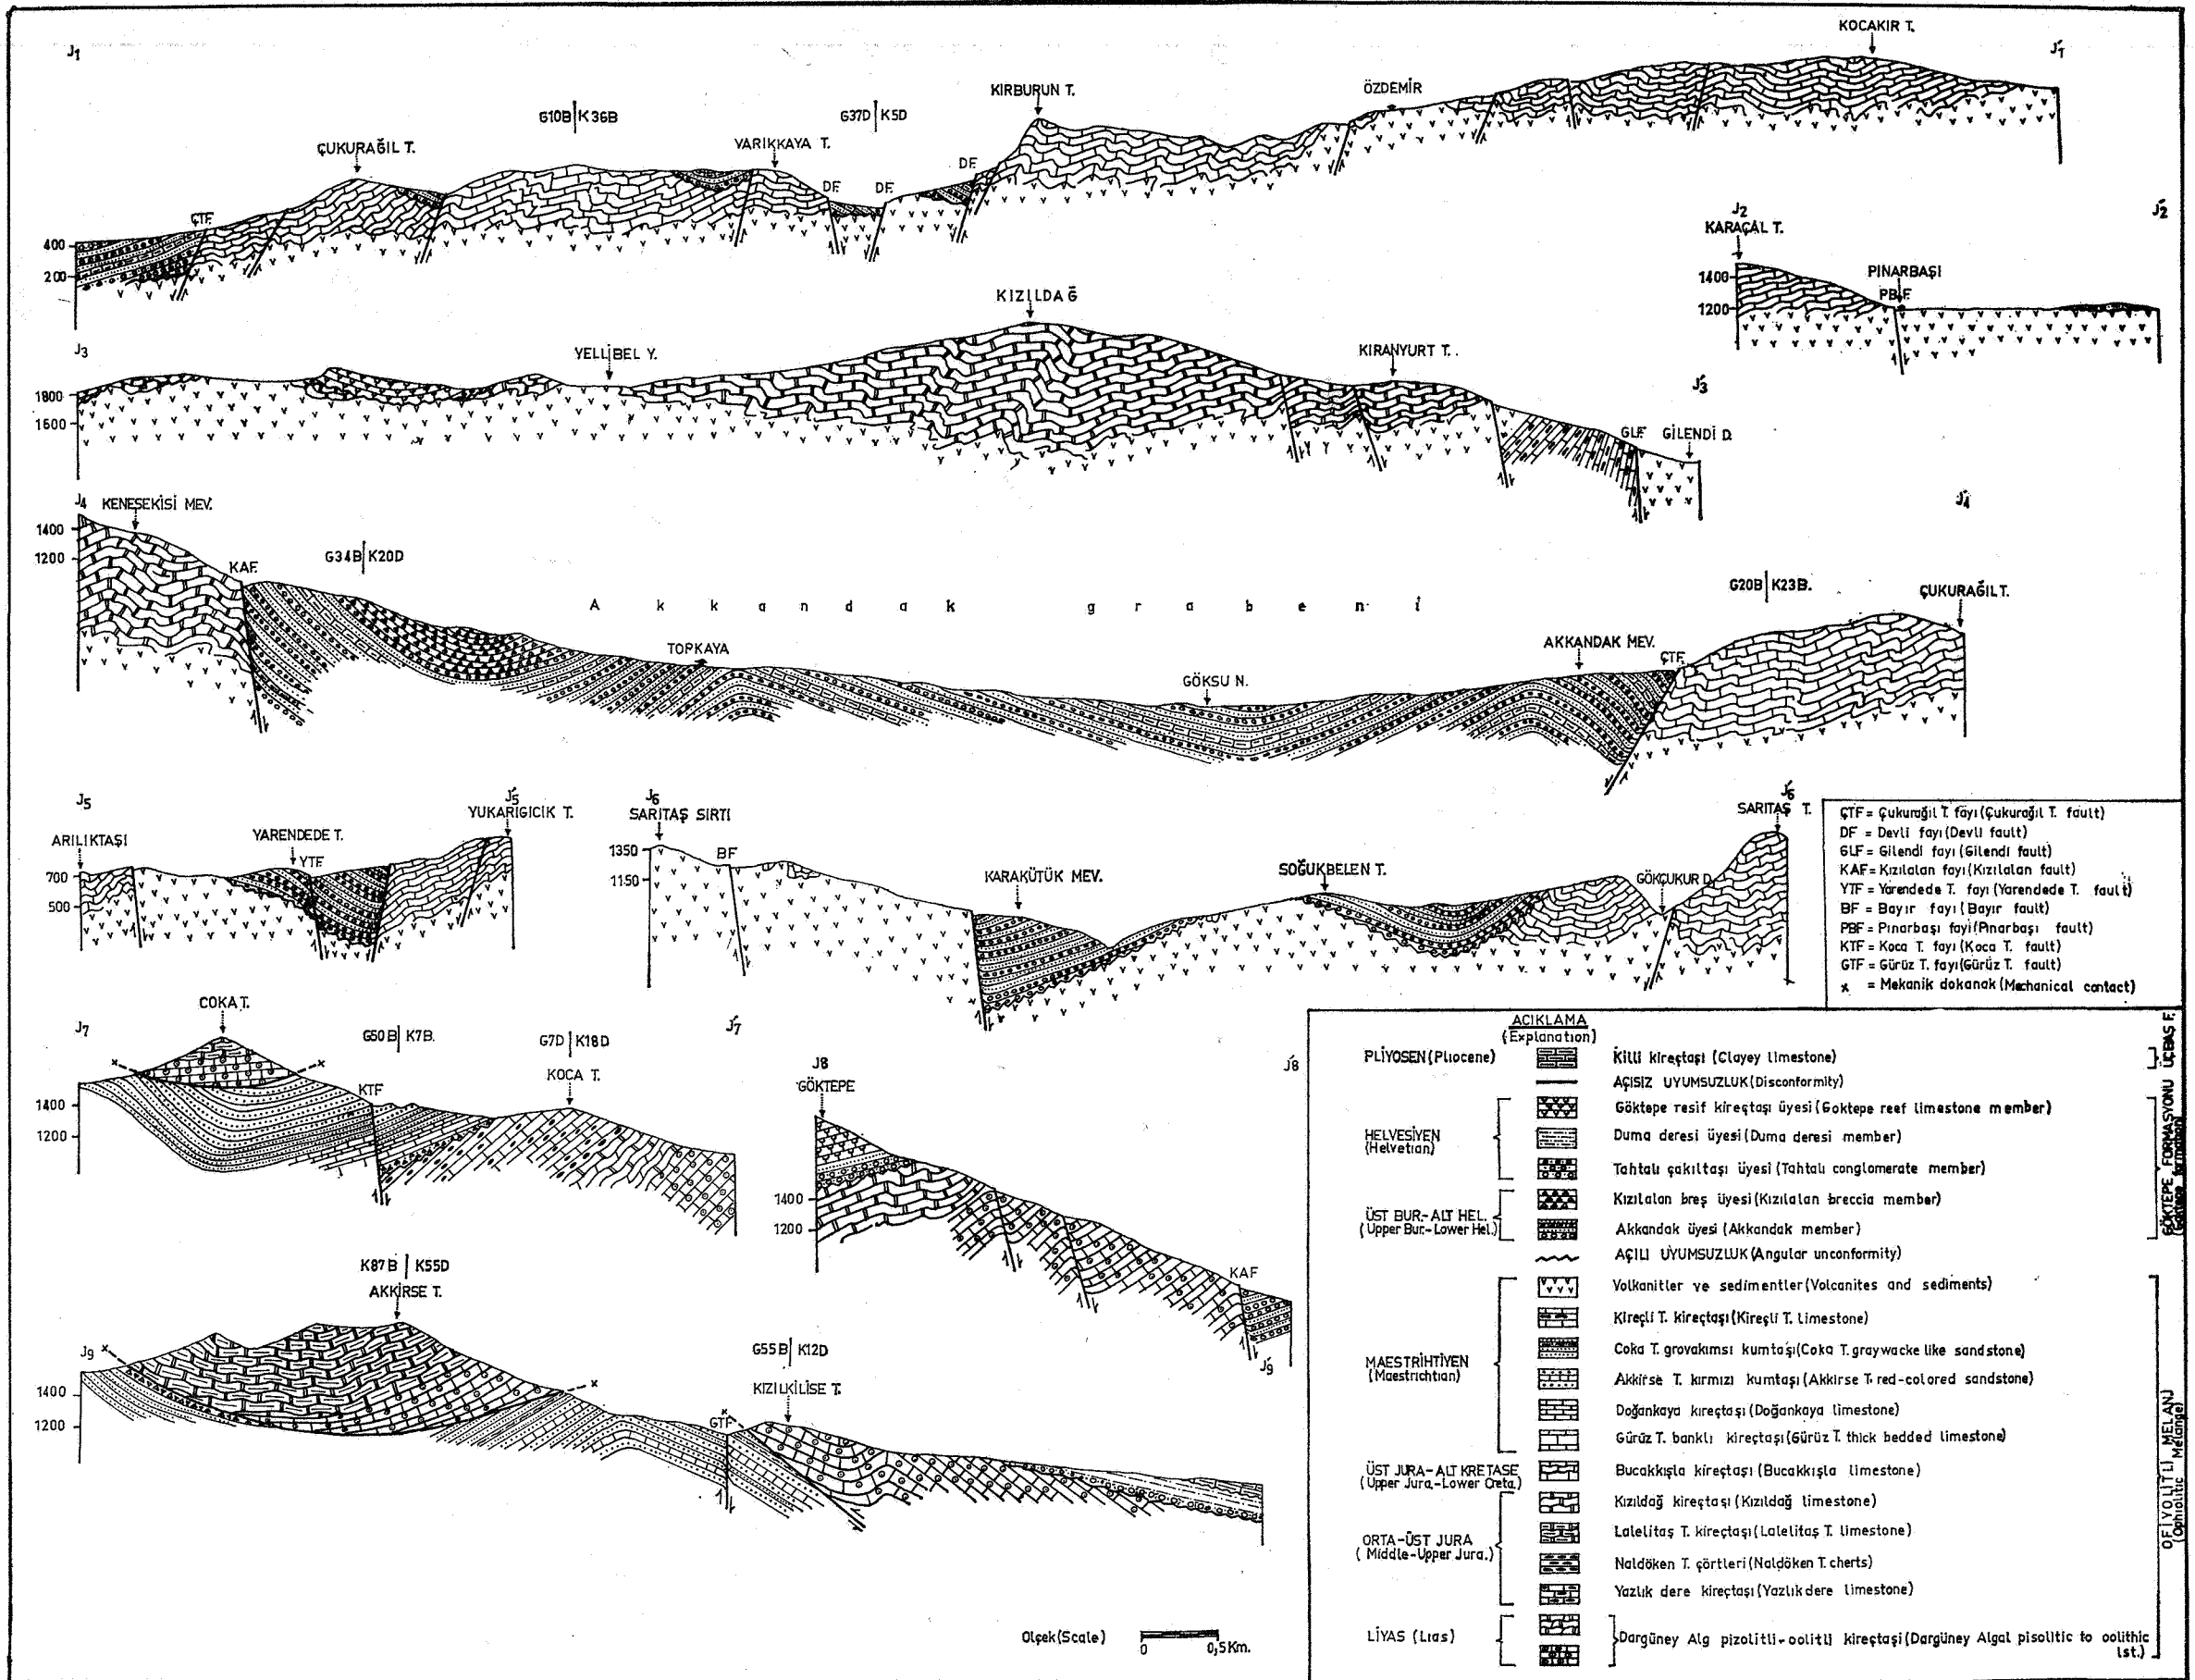 J1
J'1
KOCAKIR T.
KIRBURUN T.
ÖZDEMİR
G10B|K36B
G37D|K5D
ÇUKURAĞIL T.
VARIKKAYA T.
DF.
DF.
DF.
ÇTF.
400
200
J2
J'2
KARAÇAL T.
PINARBAŞI
PB.F.
1400
1200
KIZILDAĞ
J3
J'3
YELLİBEL Y.
KIRANYURT T.
1800
1600
GLF.
GİLENDİ D.
J4
J'4
KENESEKİSİ MEV.
1400
1200
KAF.
G34B|K20D
Akkandak grabeni
G20B|K23B.
ÇUKURAĞIL T.
TOPKAYA
AKKANDAK MEV.
ÇTF.
GÖKSU N.
J5
J'5
YUKARIGICIK T.
ARILIKTAŞI
YARENDEDE T.
YTF.
700
500
J6
J'6
SARITAŞ SIRTI
SARITAŞ T.
1350
1150
BF
KARAKÜTÜK MEV.
SOĞUKBELEN T.
GÖKÇUKUR D.
ÇTF = Çukurağıl T. fayı (Çukurağıl T. fault)
DF = Devli fayı (Devli fault)
GLF = Gilendi fayı (Gilendi fault)
KAF = Kızılalan fayı (Kızılalan fault)
YTF = Yarendede T. fayı (Yarendede T. fault)
BF = Bayır fayı (Bayır fault)
PBF = Pınarbaşı fayi (Pınarbaşı fault)
KTF = Koca T. fayı (Koca T. fault)
GTF = Gürüz T. fayı (Gürüz T. fault)
x = Mekanik dokanak (Mechanical contact)
COKA T.
J7
J'7
x
x
G50B|K7B.
G7D|K18D
KOCA T.
KTF
1400
1200
J8
J'8
GÖKTEPE
1400
1200
KAF
K87B|K55D
AKKİRSE T.
J9
J'9
x
x
1400
1200
G55B|K12D
KIZILKİLİSE T.
GTF
x
Olçek (Scale)
0
0,5 Km.
ACIKLAMA
(Explanation)
PLİYOSEN (Pliocene)
Killi kireçtaşı (Clayey limestone)
AÇISIZ UYUMSUZLUK (Disconformity)
HELVESİYEN
(Helvetian)
Göktepe resif kireçtaşı üyesi (Goktepe reef limestone member)
Duma deresi üyesi (Duma deresi member)
Tahtalı çakıltaşı üyesi (Tahtalı conglomerate member)
ÜST BUR.-ALT HEL.
(Upper Bur.-Lower Hel.)
Kızılalan breş üyesi (Kızılalan breccia member)
Akkandak üyesi (Akkandak member)
AÇILI UYUMSUZLUK (Angular unconformity)
MAESTRİHTİYEN
(Maestrichtian)
Volkanitler ve sedimentler (Volcanites and sediments)
Kireçli T. kireçtaşı (Kireçli T. limestone)
Coka T. grovakımsı kumtaşı (Coka T. graywacke like sandstone)
Akkirse T. kırmızı kumtaşı (Akkirse T. red-colored sandstone)
Doğankaya kireçtaşı (Doğankaya limestone)
Gürüz T. banklı kireçtaşı (Gürüz T. thick bedded limestone)
ÜST JURA-ALT KRETASE
(Upper Jura.-Lower Creta.)
Bucakkışla kireçtaşı (Bucakkışla limestone)
ORTA-ÜST JURA
(Middle-Upper Jura.)
Kızıldağ kireçtaşı (Kızıldağ limestone)
Lalelitaş T. kireçtaşı (Lalelitaş T. limestone)
Naldöken T. çörtleri (Naldöken T. cherts)
Yazlık dere kireçtaşı (Yazlık dere limestone)
LİYAS (Lias)
Dargüney Alg pizolitli-oolitli kireçtaşi (Dargüney Algal pisolitic to oolithic
lst.)
ÜÇBAŞ F.
GÖKTEPE FORMASYONU
(Göktepe formation)
OFİYOLİTLİ MELANJ
(Ophiolitic Mélange)